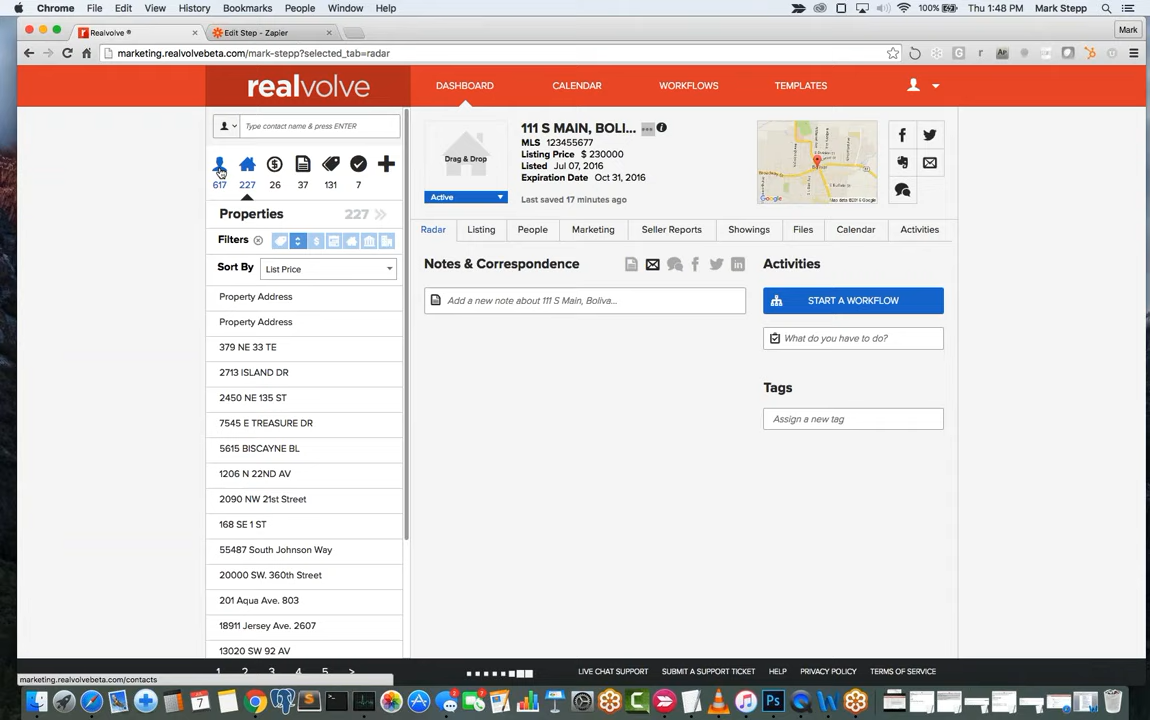 Chrome File Edit View History Bookmarks People Window Help
100% Thu 1:48 PM Mark Stepp
Realvolve ® Edit Step - Zapier Mark
marketing.realvolvebeta.com/mark-stepp?selected_tab=radar
realvolve DASHBOARD CALENDAR WORKFLOWS TEMPLATES
Type contact name & press ENTER
617 227 26 37 131 7
Properties 227
Filters
Sort By List Price
Property Address
Property Address
379 NE 33 TE
2713 ISLAND DR
2450 NE 135 ST
7545 E TREASURE DR
5615 BISCAYNE BL
1206 N 22ND AV
2090 NW 21st Street
168 SE 1 ST
55487 South Johnson Way
20000 SW. 360th Street
201 Aqua Ave. 803
18911 Jersey Ave. 2607
13020 SW 92 AV
1 2 3 4 5 >
Drag & Drop
Active
111 S MAIN, BOLI...
MLS 123455677
Listing Price $ 230000
Listed Jul 07, 2016
Expiration Date Oct 31, 2016
Last saved 17 minutes ago
Radar Listing People Marketing Seller Reports Showings Files Calendar Activities
Notes & Correspondence
Add a new note about 111 S Main, Boliva...
Activities
START A WORKFLOW
What do you have to do?
Tags
Assign a new tag
LIVE CHAT SUPPORT SUBMIT A SUPPORT TICKET HELP PRIVACY POLICY TERMS OF SERVICE
marketing.realvolvebeta.com/contacts